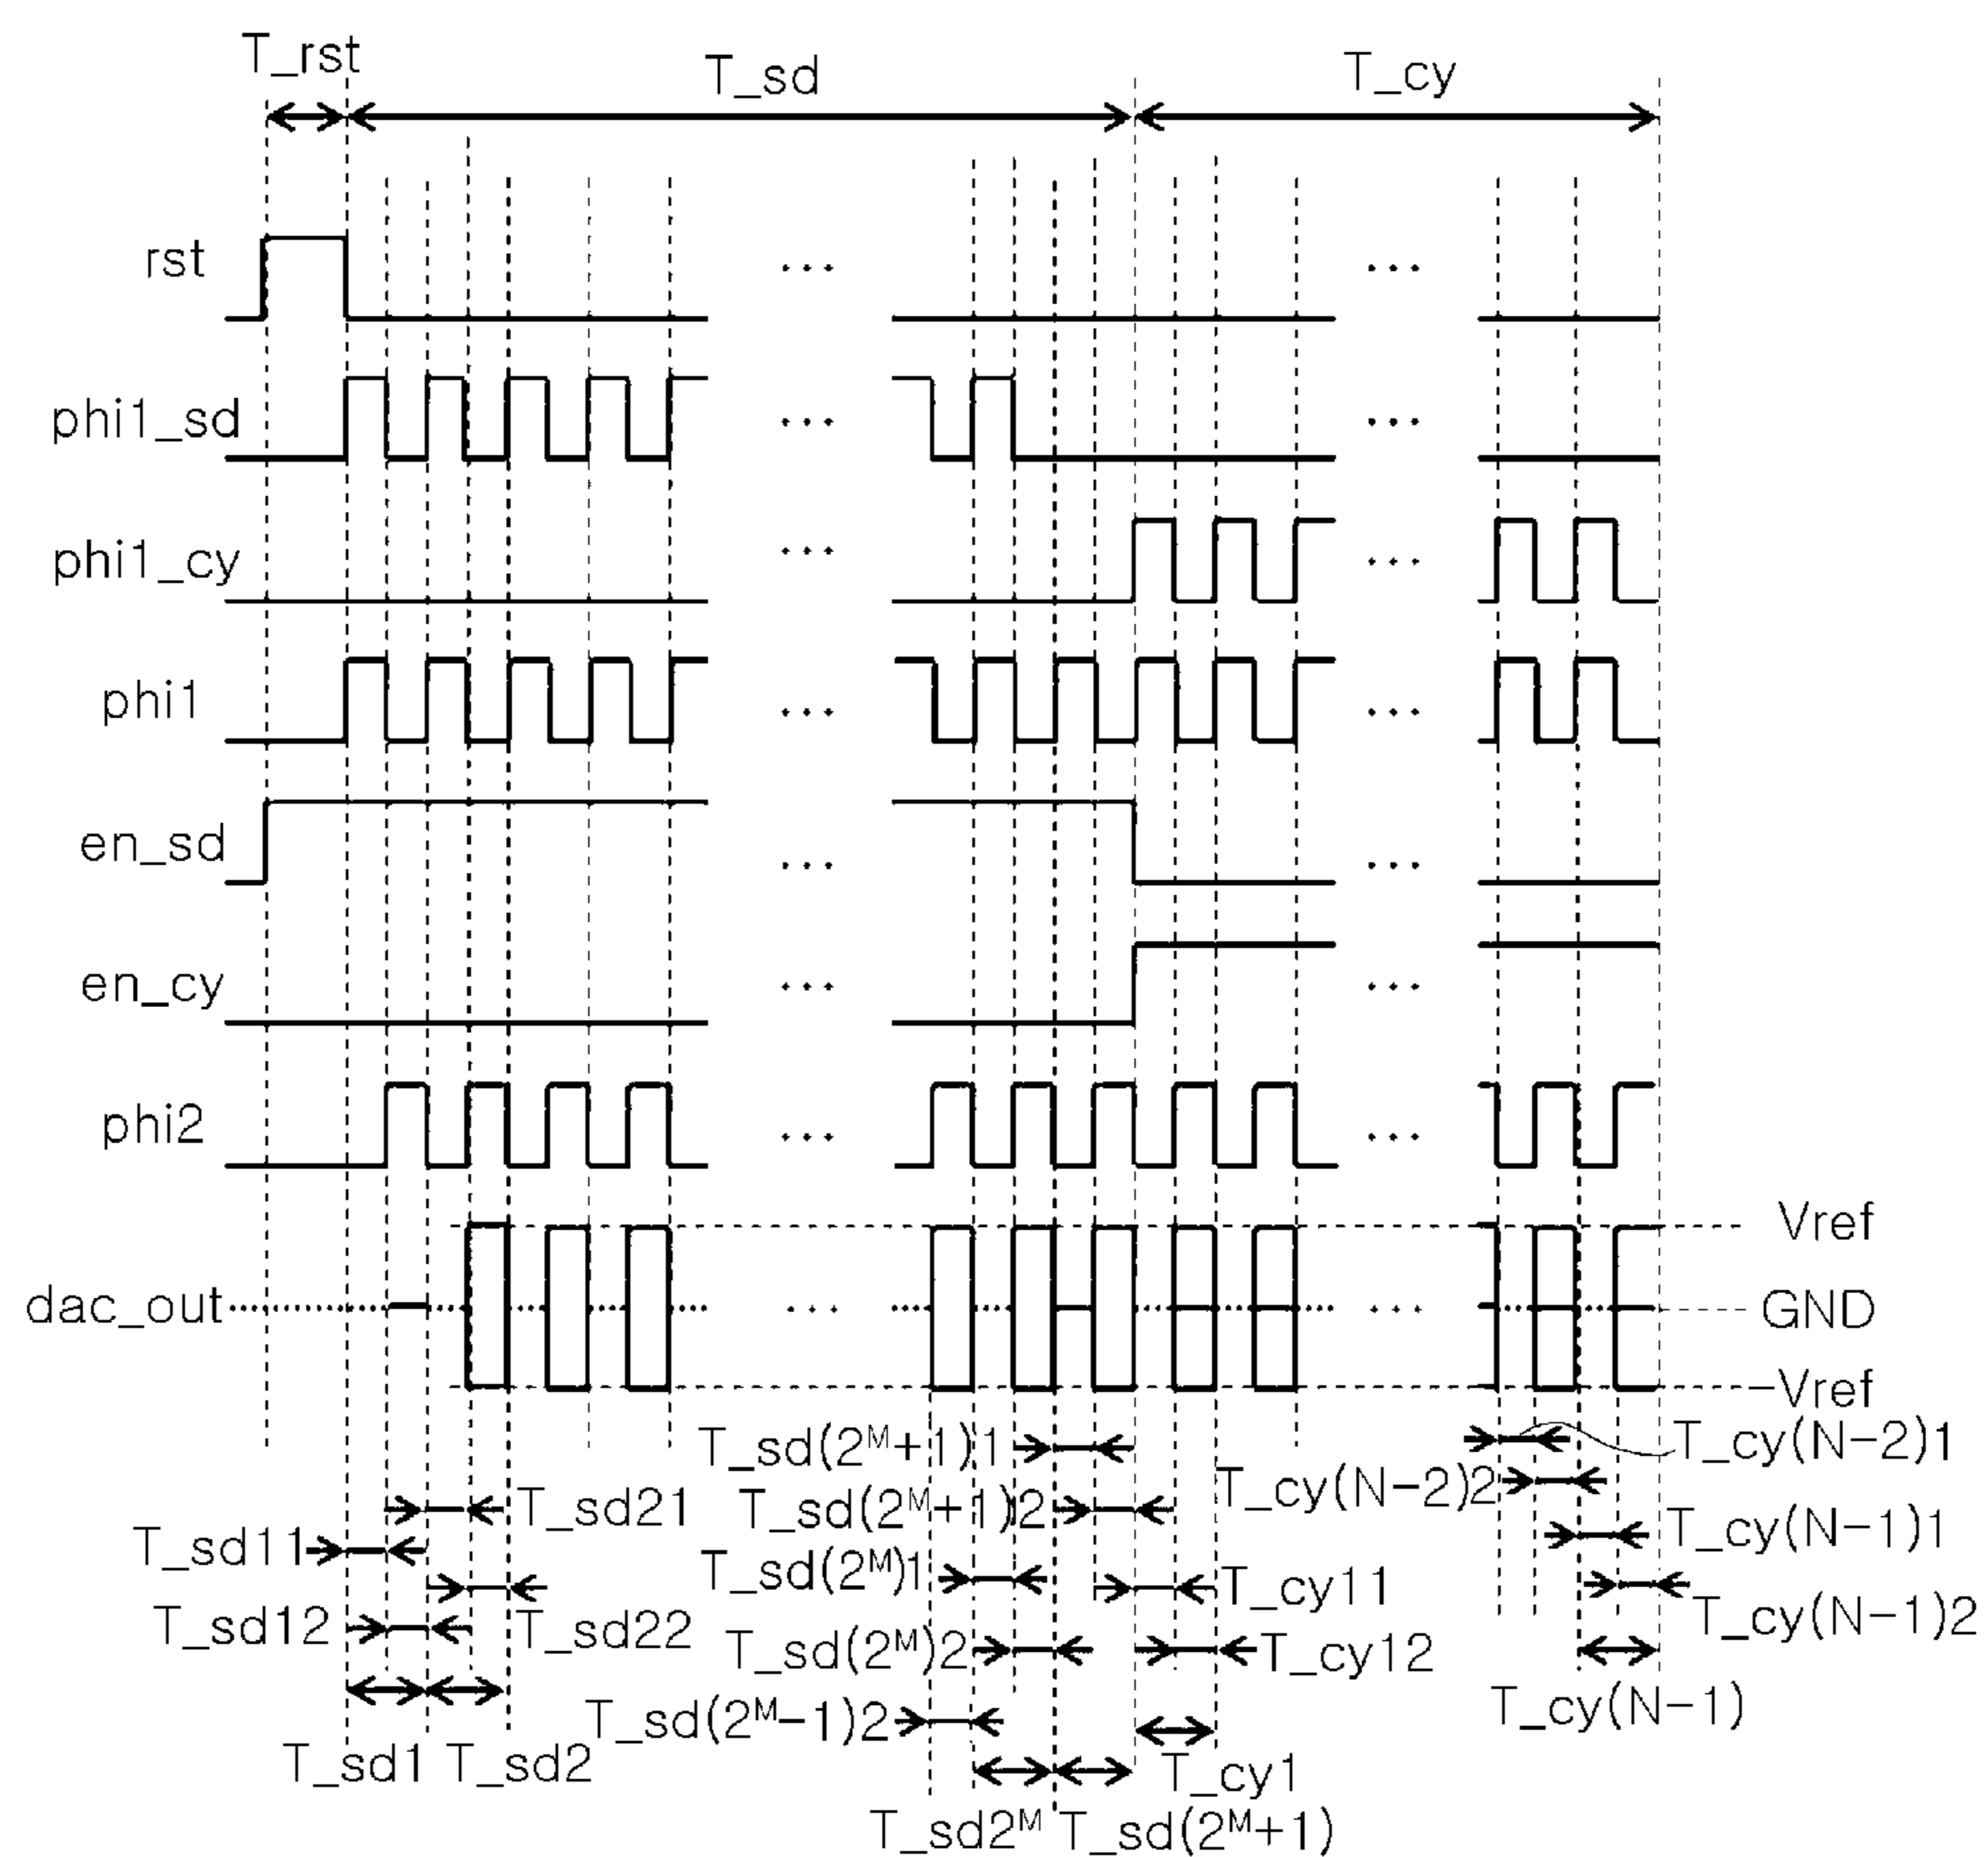 T_rst T_sd T_cy
rst ... ...
phi1_sd ... ...
phi1_cy ... ...
phi1 ... ...
en_sd ... ...
en_cy ... ...
phi2 ... ...
Vref
dac_out ... ... GND
-Vref
T_sd(2ᴹ+1)1 T_cy(N-2)1
T_sd21 T_sd(2ᴹ+1)2 T_cy(N-2)2
T_sd11 T_sd(2ᴹ)1 T_cy11 T_cy(N-1)1
T_sd12 T_sd22 T_sd(2ᴹ)2 T_cy12 T_cy(N-1)2
T_sd(2ᴹ-1)2 T_cy(N-1)
T_sd1 T_sd2 T_cy1
T_sd2ᴹ T_sd(2ᴹ+1)